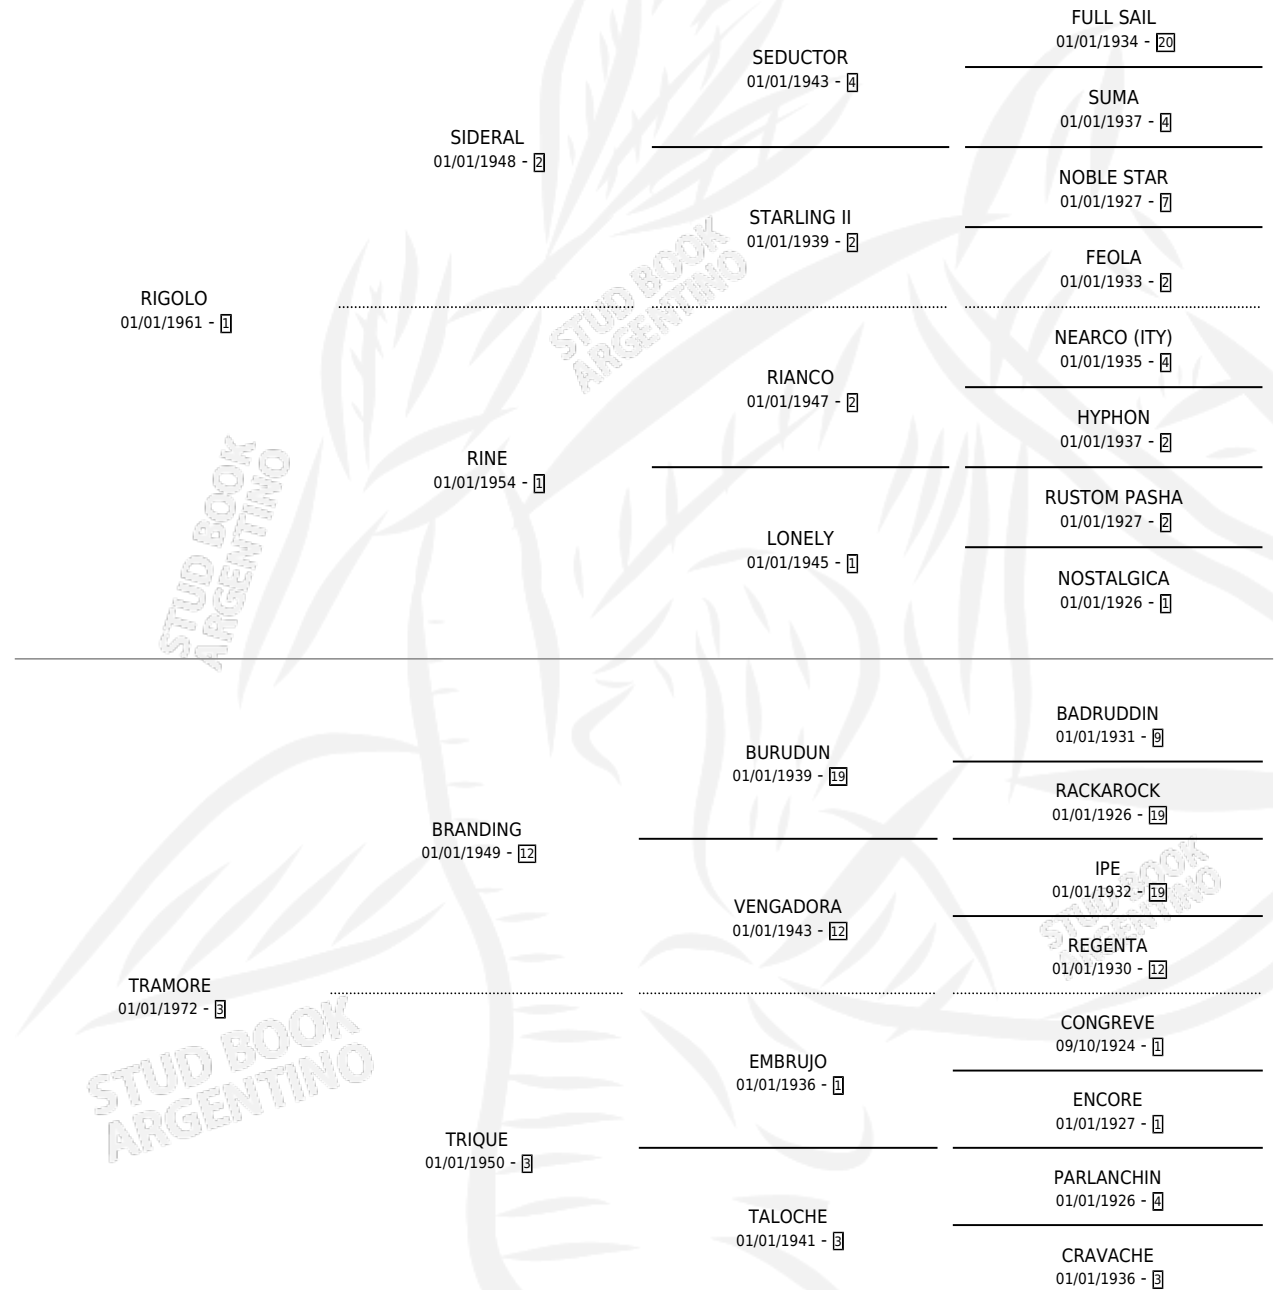 FULL SAIL
01/01/1934 - 20
SEDUCTOR
01/01/1943 - 4
SUMA
01/01/1937 - 4
SIDERAL
01/01/1948 - 2
NOBLE STAR
01/01/1927 - 7
STARLING II
01/01/1939 - 2
FEOLA
01/01/1933 - 2
RIGOLO
01/01/1961 - 1
NEARCO (ITY)
01/01/1935 - 4
RIANCO
01/01/1947 - 2
HYPHON
01/01/1937 - 2
RINE
01/01/1954 - 1
RUSTOM PASHA
01/01/1927 - 2
LONELY
01/01/1945 - 1
NOSTALGICA
01/01/1926 - 1
BADRUDDIN
01/01/1931 - 9
BURUDUN
01/01/1939 - 19
RACKAROCK
01/01/1926 - 19
BRANDING
01/01/1949 - 12
IPE
01/01/1932 - 19
VENGADORA
01/01/1943 - 12
REGENTA
01/01/1930 - 12
TRAMORE
01/01/1972 - 3
CONGREVE
09/10/1924 - 1
EMBRUJO
01/01/1936 - 1
ENCORE
01/01/1927 - 1
TRIQUE
01/01/1950 - 3
PARLANCHIN
01/01/1926 - 4
TALOCHE
01/01/1941 - 3
CRAVACHE
01/01/1936 - 3
STUD BOOK
ARGENTINO
STUD BOOK
ARGENTINO
STUD BOOK
ARGENTINO
STUD BOOK
ARGENTINO